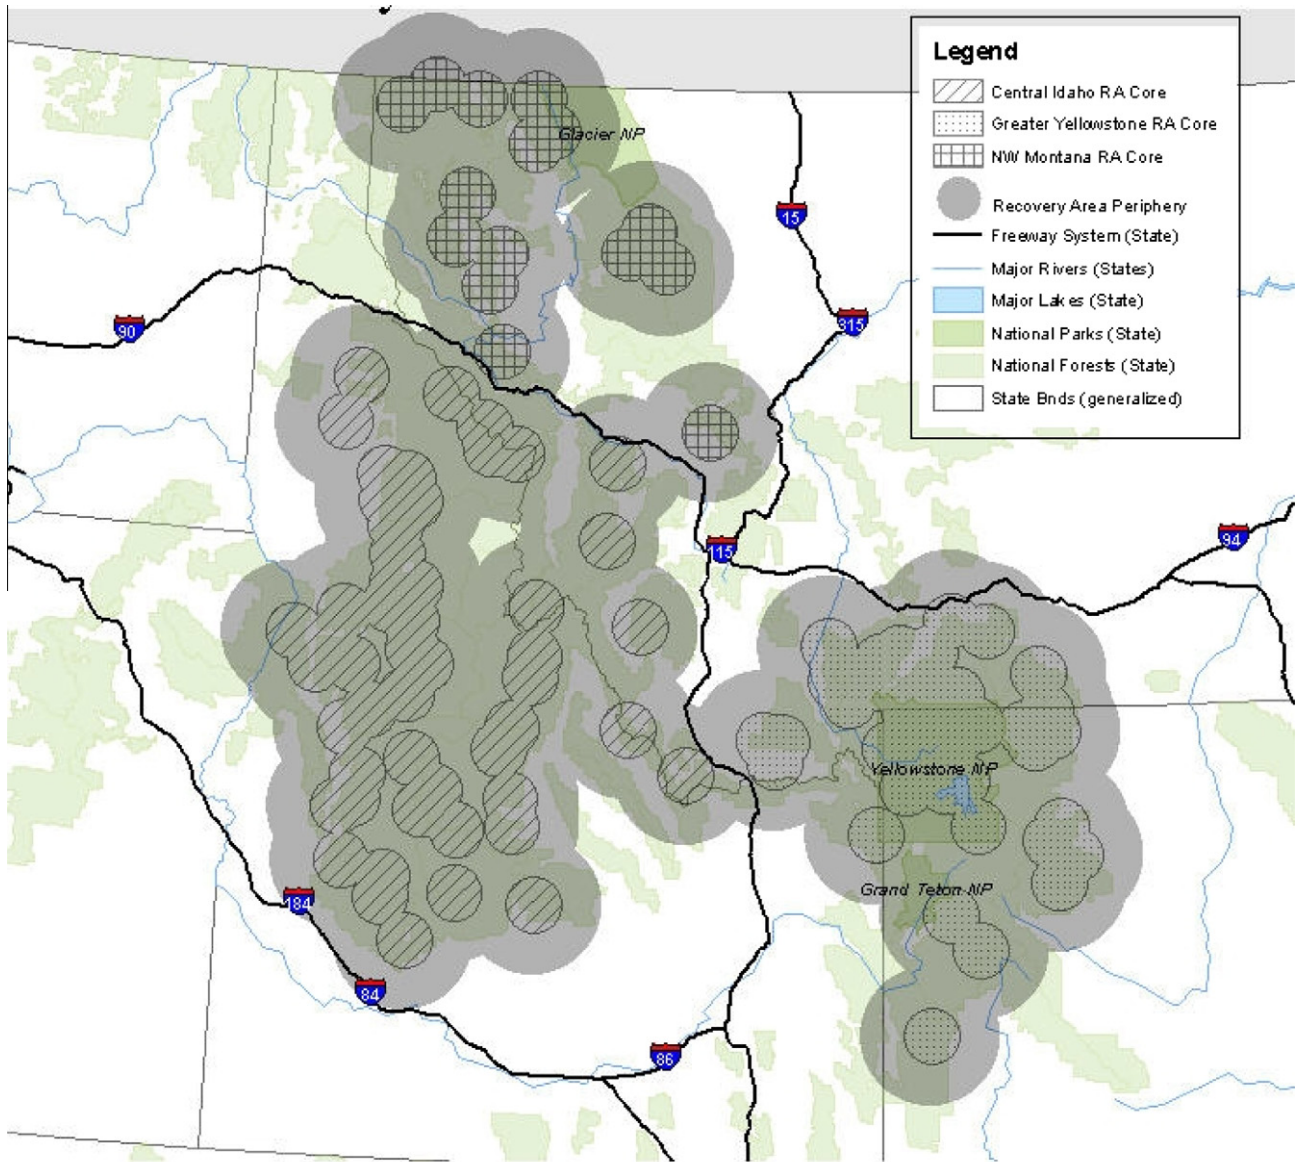 Legend
Central Idaho RA Core
Greater Yellowstone RA Core
NW Montana RA Core
Recovery Area Periphery
Freeway System (State)
Major Rivers (States)
Major Lakes (State)
National Parks (State)
National Forests (State)
State Bnds (generalized)
Glacier NP
15
90
315
115
94
Yellowstone NP
Grand Teton NP
184
84
86